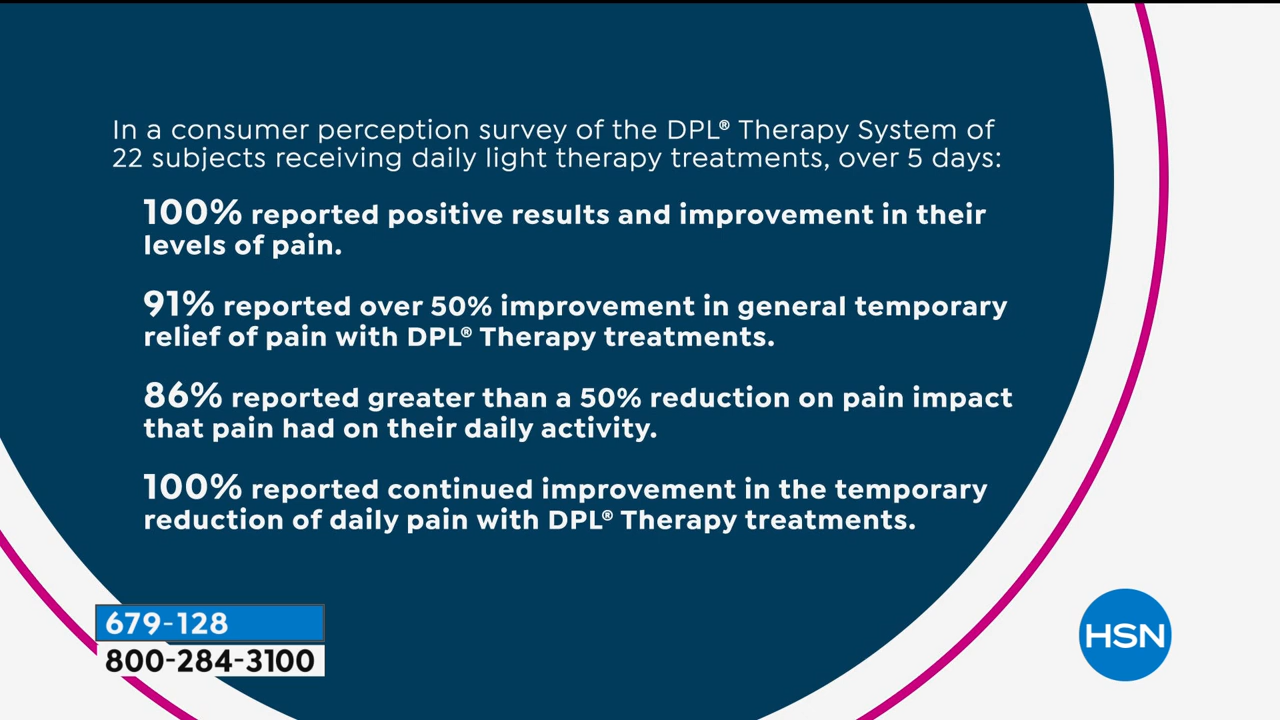 In a consumer perception survey of the DPL® Therapy System of
22 subjects receiving daily light therapy treatments, over 5 days:
100% reported positive results and improvement in their
levels of pain.
91% reported over 50% improvement in general temporary
relief of pain with DPL® Therapy treatments.
86% reported greater than a 50% reduction on pain impact
that pain had on their daily activity.
100% reported continued improvement in the temporary
reduction of daily pain with DPL® Therapy treatments.
679-128
800-284-3100
HSN